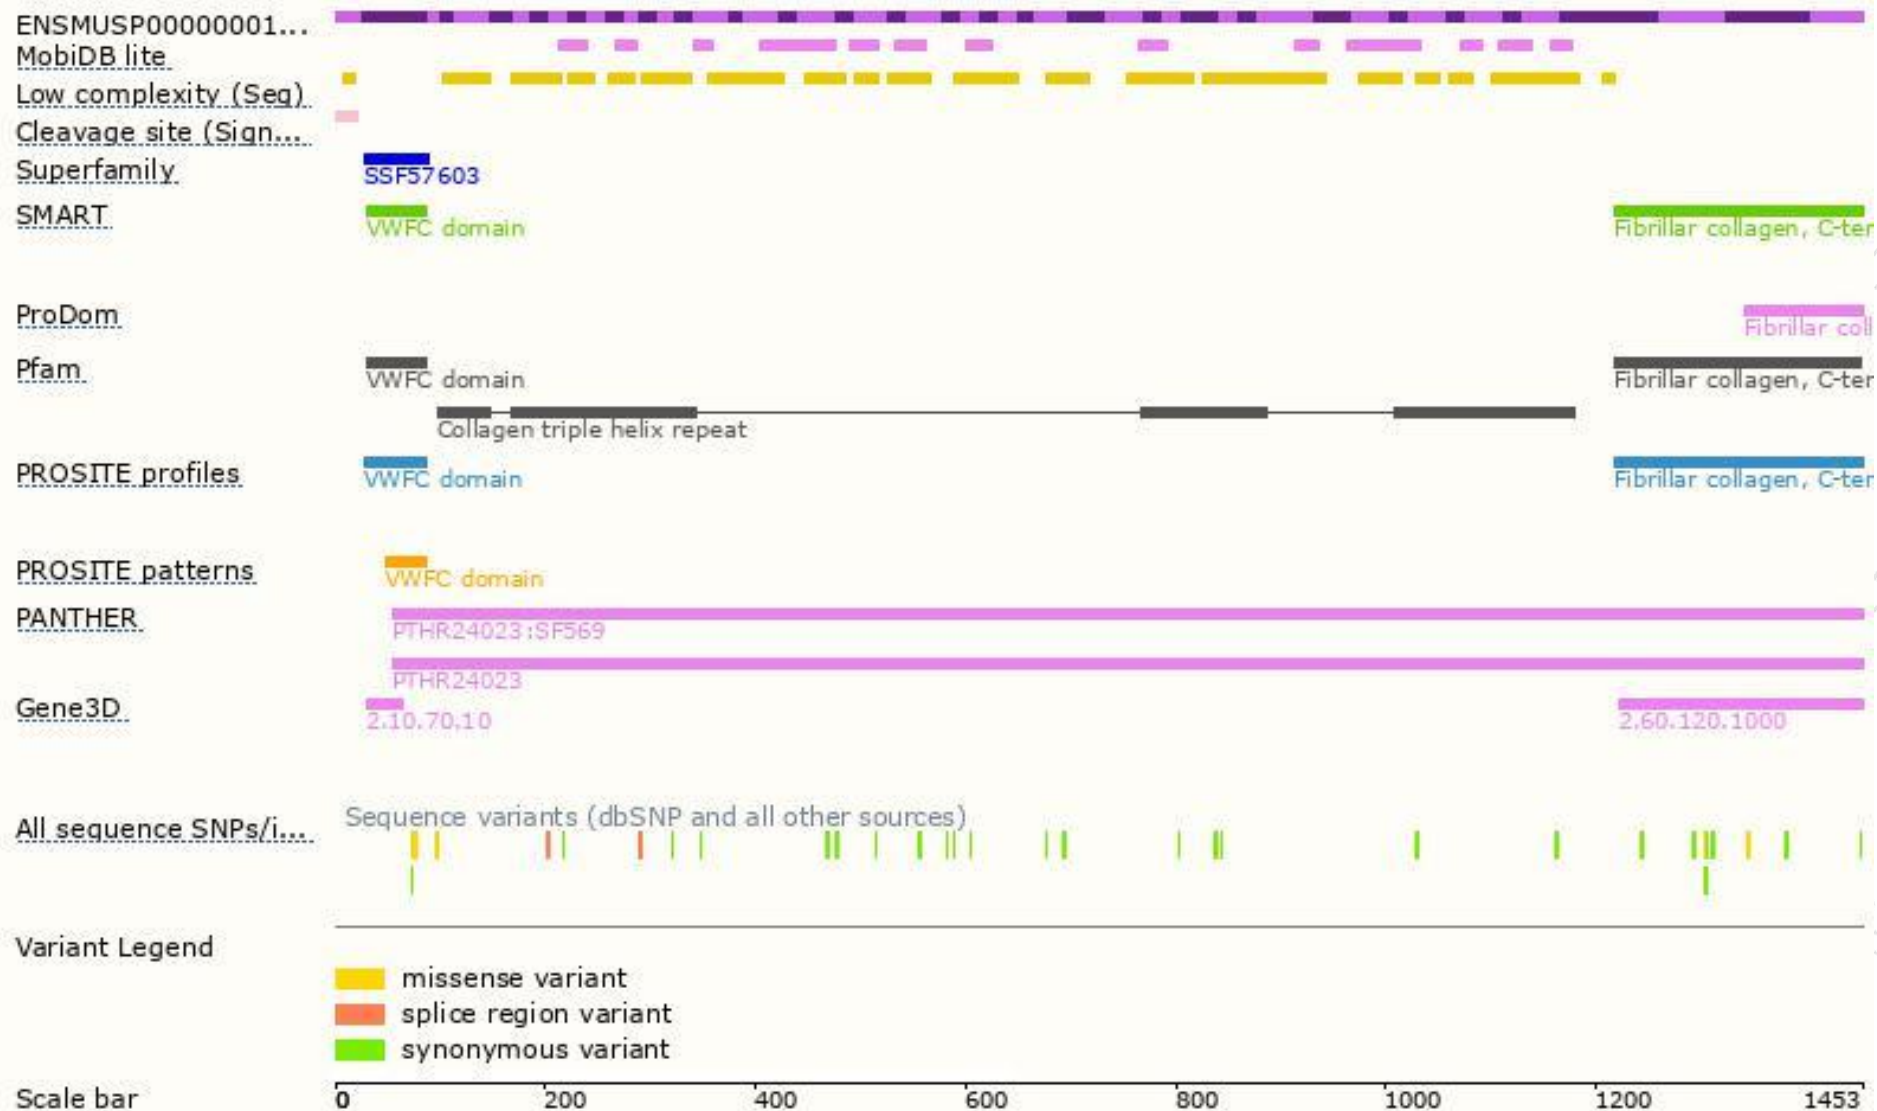 ENSMUSP00000001...
MobiDB lite
Low complexity (Seg)
Cleavage site (Sign...
Superfamily
SSF57603
SMART
VWFC domain
Fibrillar collagen, C-ter
ProDom
Fibrillar coll
Pfam
VWFC domain
Fibrillar collagen, C-ter
Collagen triple helix repeat
PROSITE profiles
VWFC domain
Fibrillar collagen, C-ter
PROSITE patterns
VWFC domain
PANTHER
PTHR24023:SF569
PTHR24023
Gene3D
2.10.70.10
2.60.120.1000
Sequence variants (dbSNP and all other sources)
All sequence SNPs/i...
Variant Legend
missense variant
splice region variant
synonymous variant
Scale bar
0 200 400 600 800 1000 1200 1453